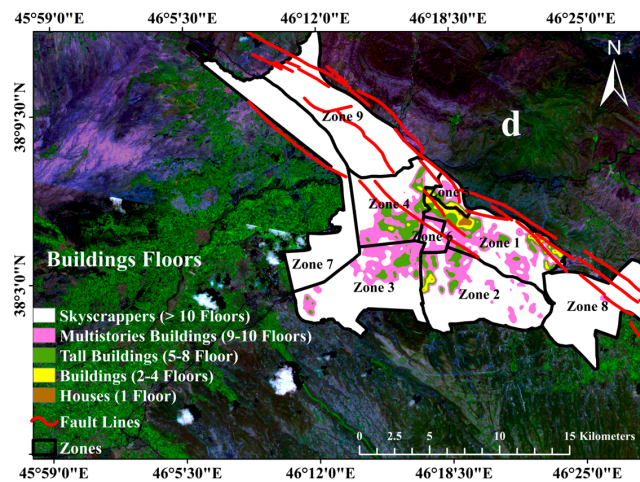 45°59'0"E 46°5'30"E 46°12'0"E 46°18'30"E 46°25'0"E
N
38°9'30"N
d
Zone 9
Zone 5
Zone 4
Zone 6
Zone 1
Buildings Floors
Zone 7
38°3'0"N
Zone 3
Zone 2
Zone 8
Skyscrappers (> 10 Floors)
Multistories Buildings (9-10 Floors)
Tall Buildings (5-8 Floor)
Buildings (2-4 Floors)
Houses (1 Floor)
Fault Lines
Zones
0 2.5 5 10 15 Kilometers
45°59'0"E 46°5'30"E 46°12'0"E 46°18'30"E 46°25'0"E